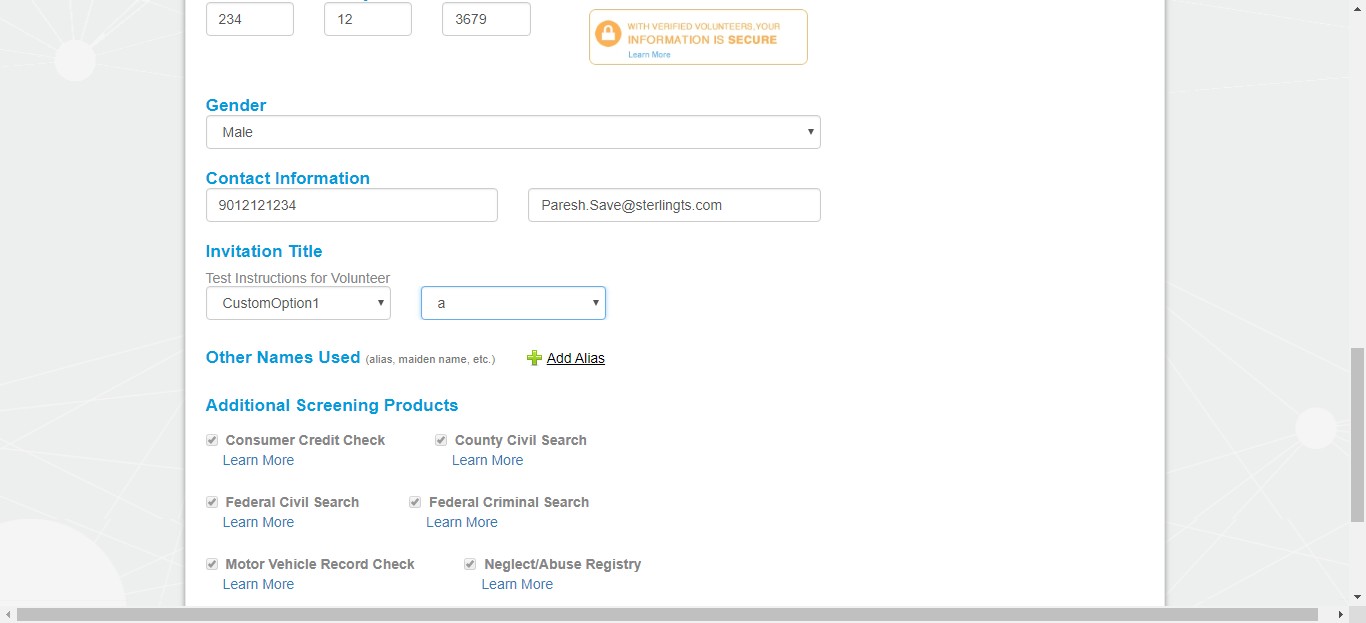 234 12 3679
WITH VERIFIED VOLUNTEERS, YOUR
INFORMATION IS SECURE
Learn More
Gender
Male
Contact Information
9012121234 Paresh.Save@sterlingts.com
Invitation Title
Test Instructions for Volunteer
CustomOption1 a
Other Names Used (alias, maiden name, etc.) Add Alias
Additional Screening Products
Consumer Credit Check County Civil Search
Learn More Learn More
Federal Civil Search Federal Criminal Search
Learn More Learn More
Motor Vehicle Record Check Neglect/Abuse Registry
Learn More Learn More